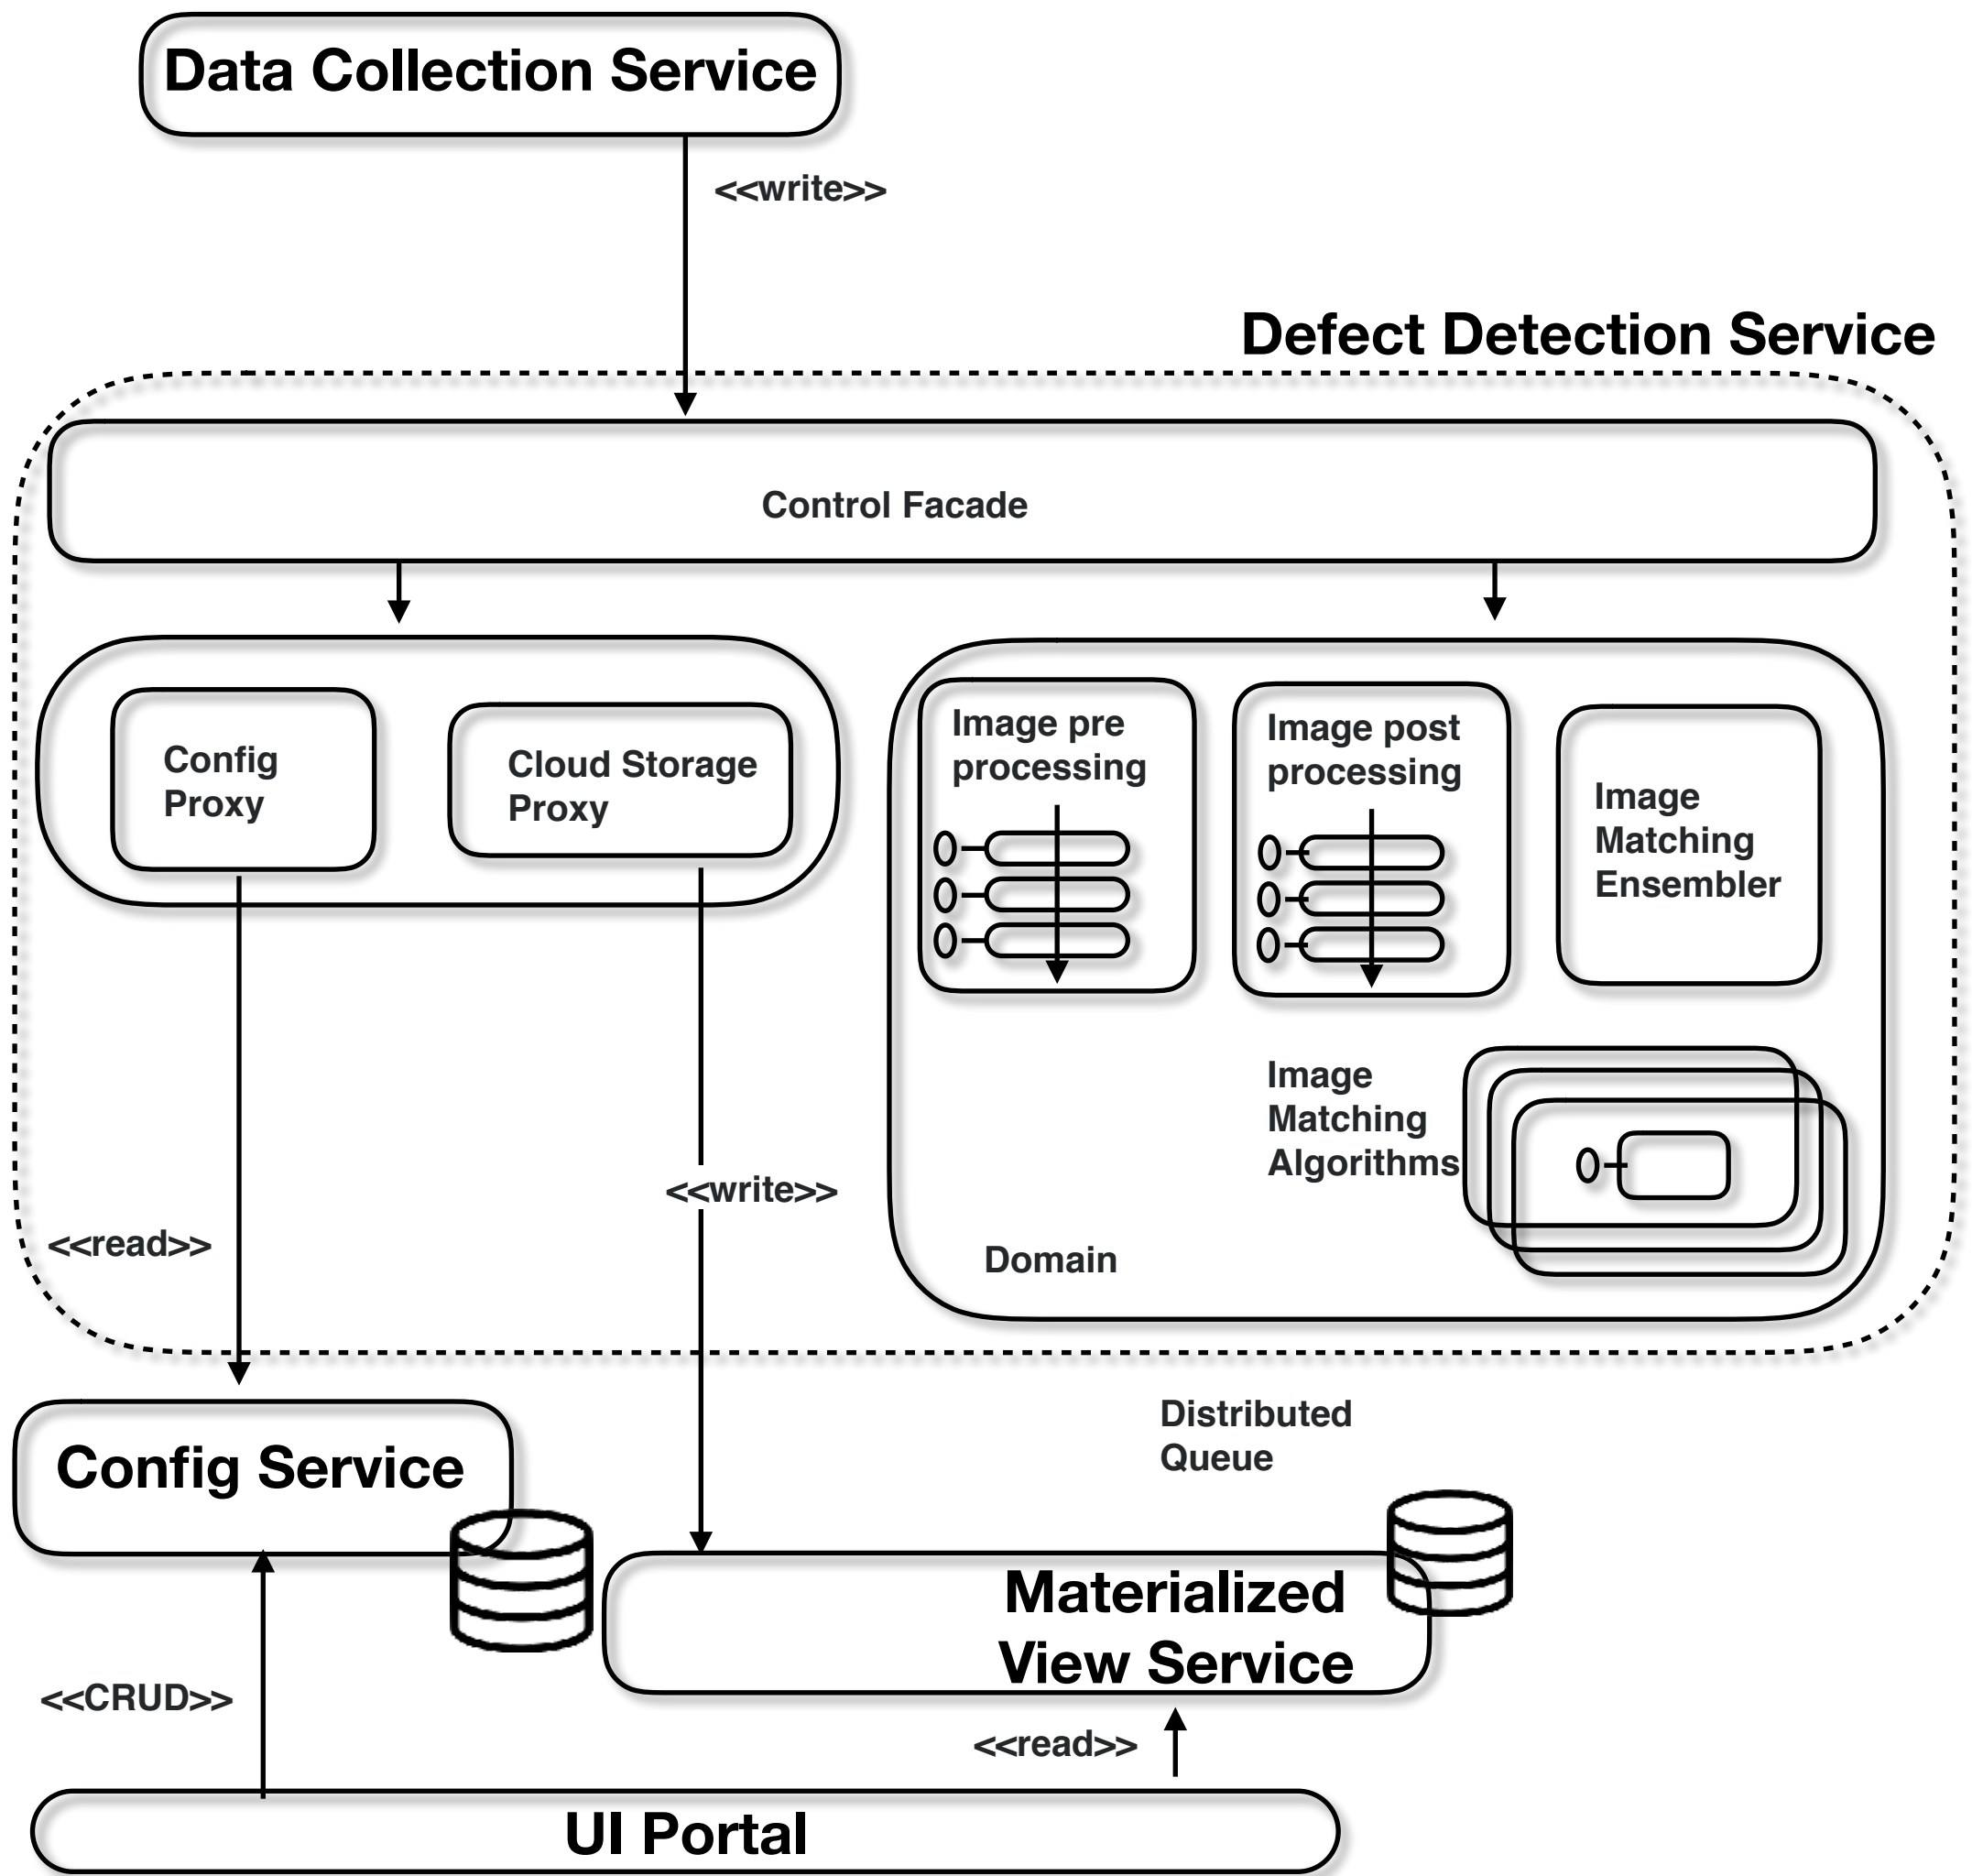 Data Collection Service
<<write>>
Defect Detection Service
Control Facade
Config
Proxy
Cloud Storage
Proxy
Image pre
processing
Image post
processing
Image
Matching
Ensembler
Image
Matching
Algorithms
<<write>>
<<read>>
Domain
Distributed
Queue
Config Service
Materialized
View Service
<<CRUD>>
<<read>>
UI Portal